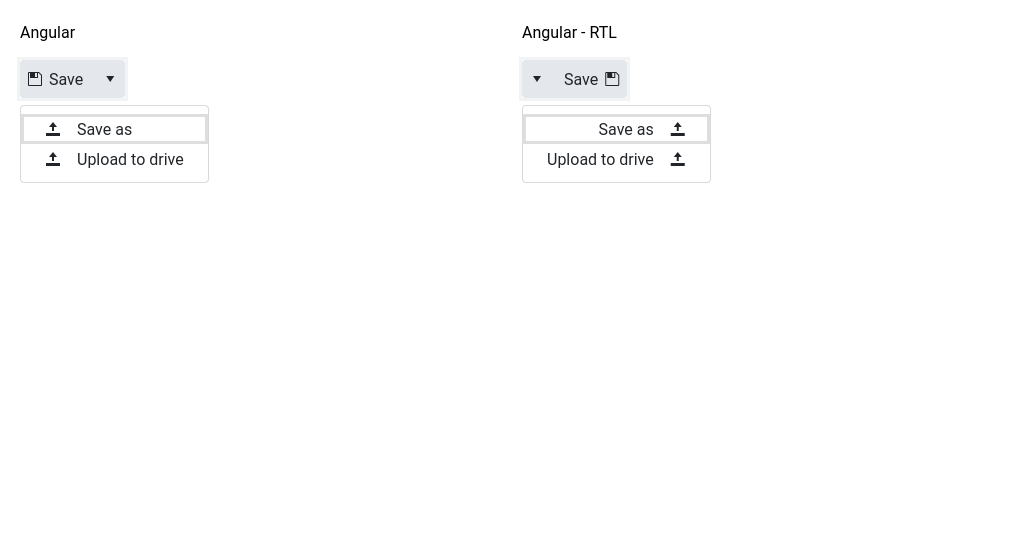 Angular
Save
Save as
Upload to drive
Angular - RTL
Save
Save as
Upload to drive